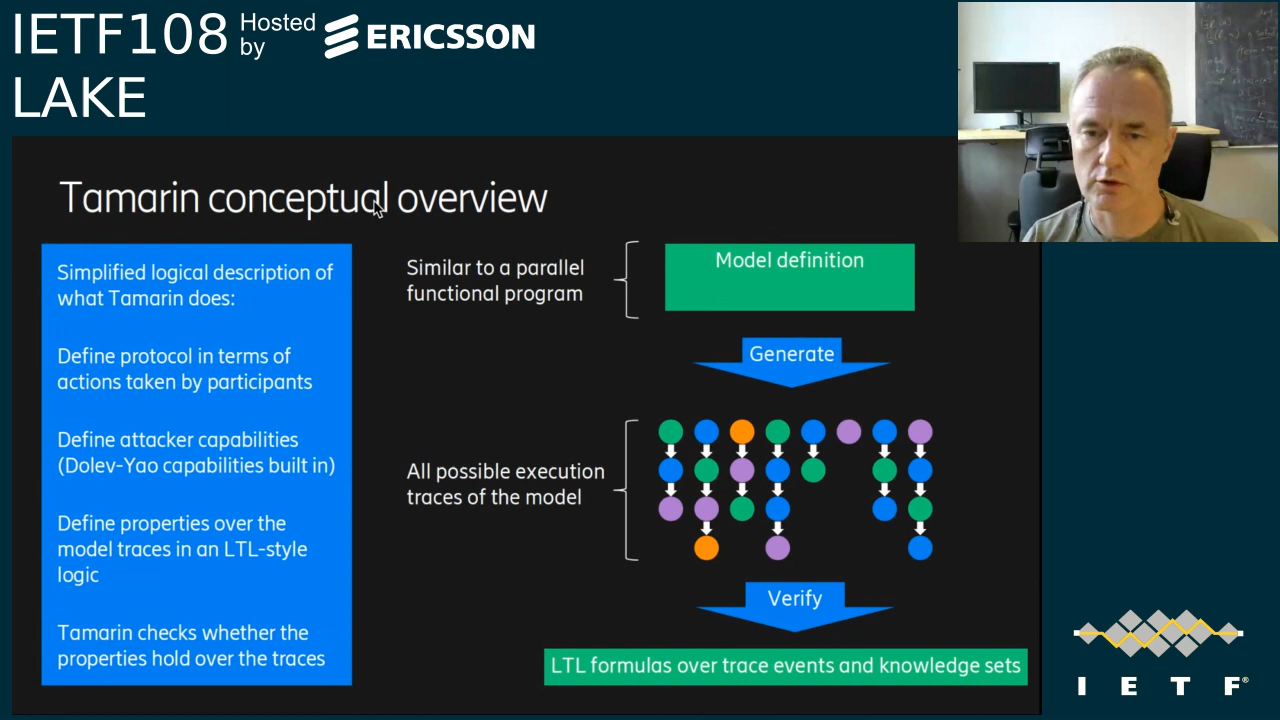 IETF108 Hosted by ERICSSON
LAKE
Tamarin conceptual overview
Simplified logical description of
what Tamarin does:
Define protocol in terms of
actions taken by participants
Define attacker capabilities
(Dolev-Yao capabilities built in)
Define properties over the
model traces in an LTL-style
logic
Tamarin checks whether the
properties hold over the traces
Similar to a parallel
functional program
Model definition
Generate
All possible execution
traces of the model
Verify
LTL formulas over trace events and knowledge sets
I E T F®